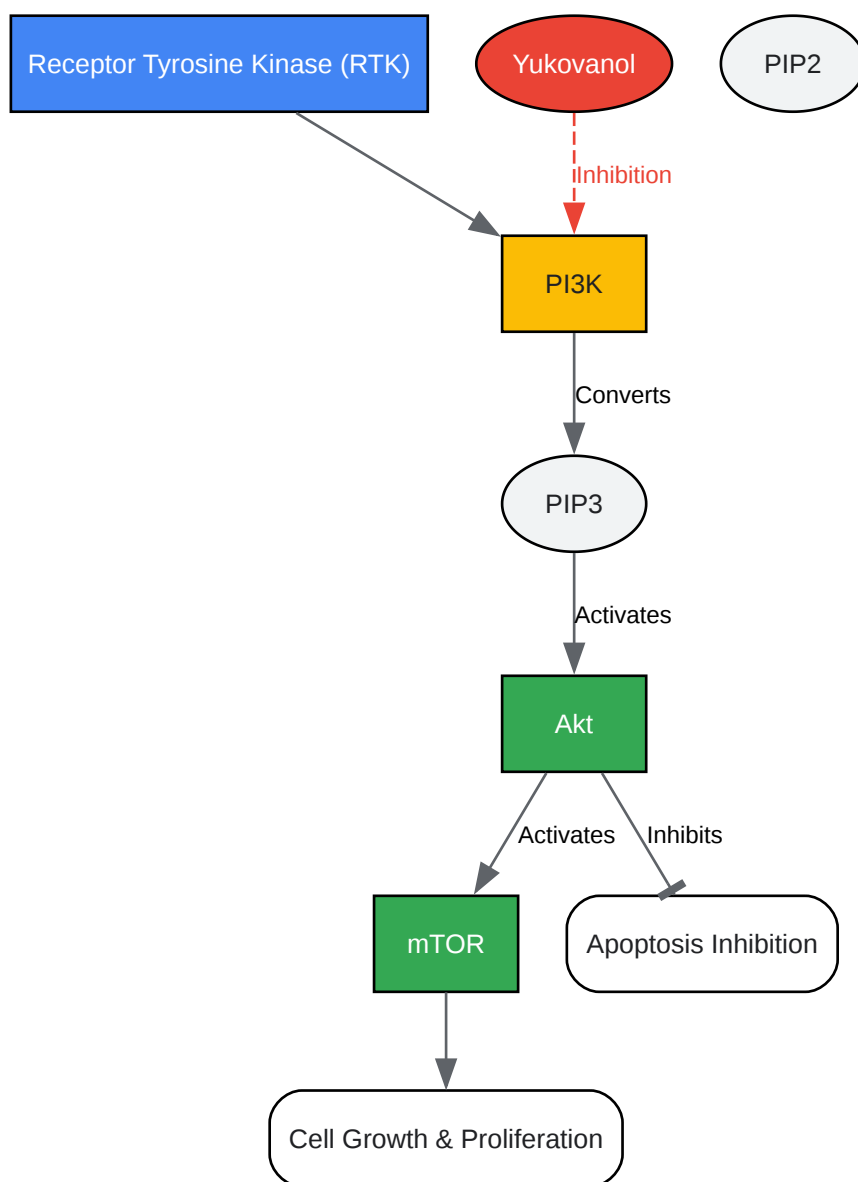 Receptor Tyrosine Kinase (RTK)
Yukovanol
PIP2
Inhibition
PI3K
Converts
PIP3
Activates
Akt
Activates
Inhibits
mTOR
Apoptosis Inhibition
Cell Growth & Proliferation